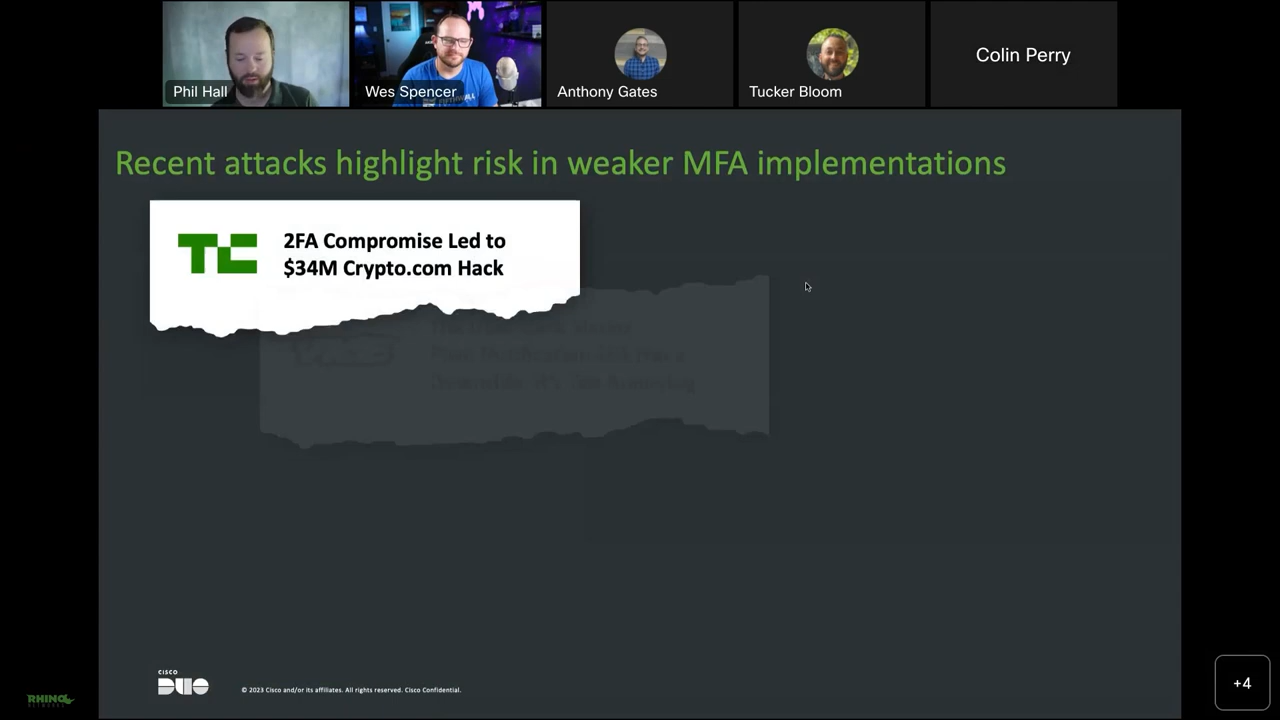 Phil Hall
Wes Spencer
Anthony Gates
Tucker Bloom
Colin Perry
Recent attacks highlight risk in weaker MFA implementations
TC
2FA Compromise Led to
$34M Crypto.com Hack
CISCO
DUO
© 2023 Cisco and/or its affiliates. All rights reserved. Cisco Confidential.
RHINO
NETWORKS
+4